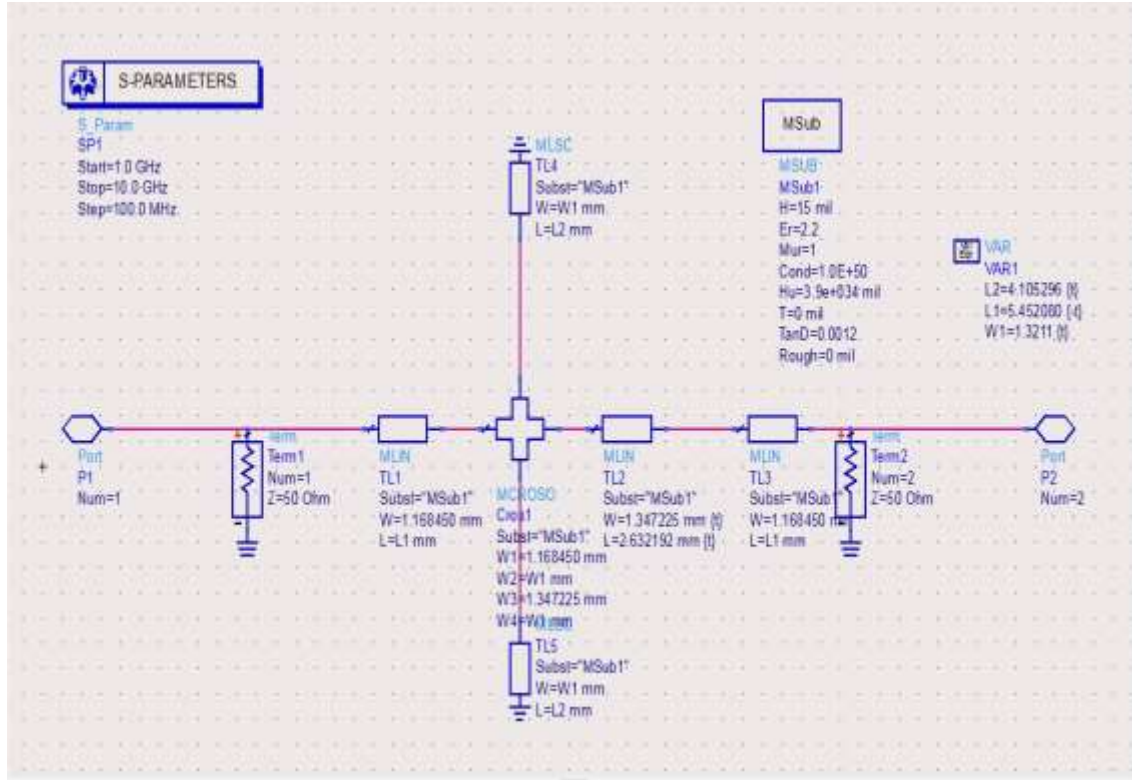 S-PARAMETERS
S_Param
SP1
Start=1.0 GHz
Stop=10.0 GHz
Step=100.0 MHz
MLSC
TL4
Subst="MSub1"
W=W1 mm
L=L2 mm
MSub
MSUB
MSub1
H=15 mil
Er=2.2
Mur=1
Cond=1.0E+50
Hu=3.9e+034 mil
T=0 mil
TanD=0.0012
Rough=0 mil
VAR
VAR1
L2=4.105296 {t}
L1=5.452080 {-t}
W1=1.3211 {t}
Port
P1
Num=1
Term
Term1
Num=1
Z=50 Ohm
MLIN
TL1
Subst="MSub1"
W=1.168450 mm
L=L1 mm
MCROSO
Cros1
Subst="MSub1"
W1=1.168450 mm
W2=W1 mm
W3=1.347225 mm
W4=W1 mm
MLIN
TL2
Subst="MSub1"
W=1.347225 mm {t}
L=2.632192 mm {t}
MLIN
TL3
Subst="MSub1"
W=1.168450 mm
L=L1 mm
Term
Term2
Num=2
Z=50 Ohm
Port
P2
Num=2
TL5
Subst="MSub1"
W=W1 mm
L=L2 mm